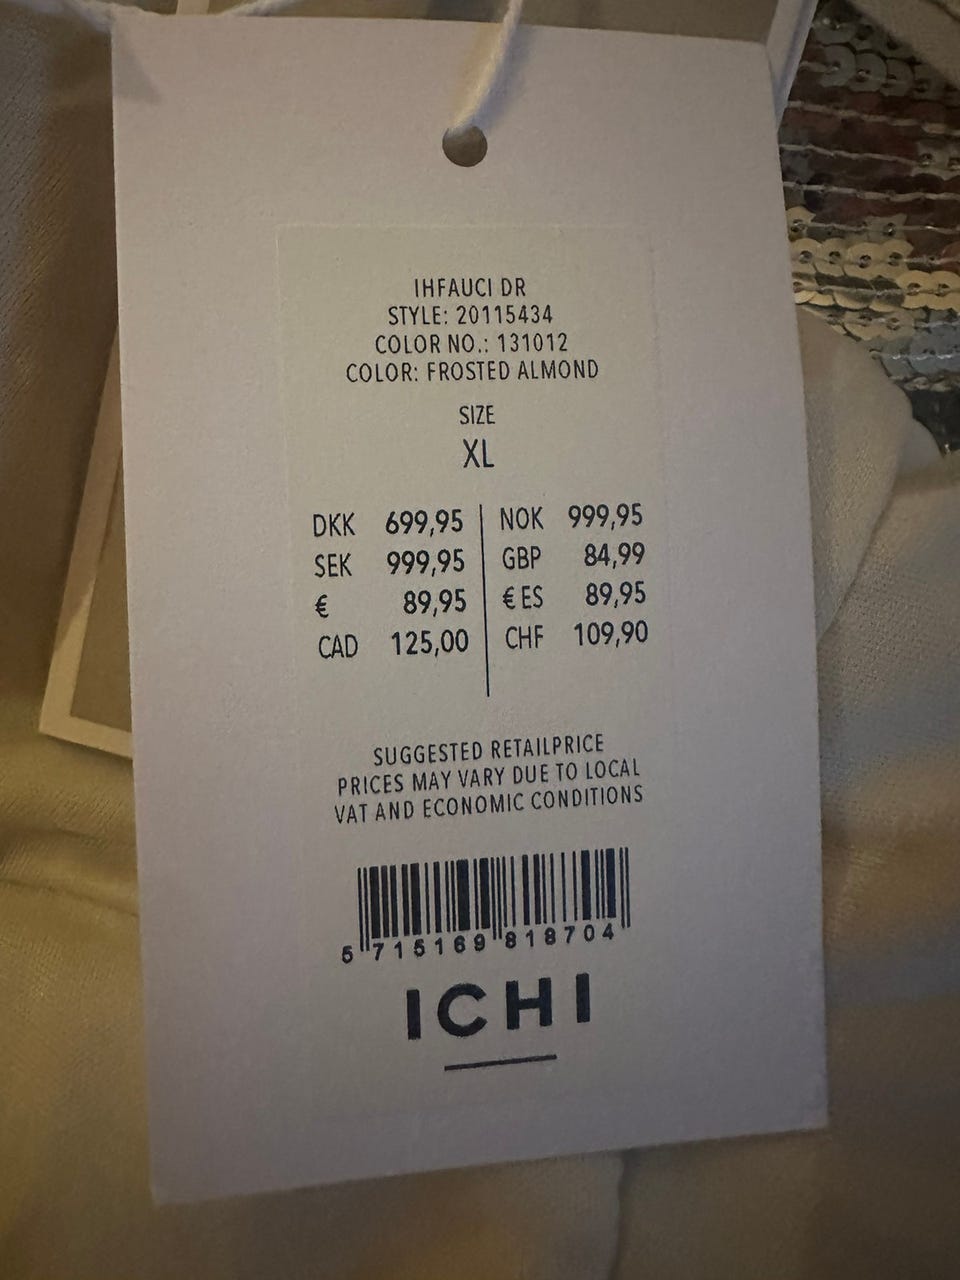 IHFAUCI DR
STYLE: 20115434
COLOR NO.: 131012
COLOR: FROSTED ALMOND
SIZE
XL
DKK 699,95 NOK 999,95
SEK 999,95 GBP 84,99
€ 89,95 €ES 89,95
CAD 125,00 CHF 109,90
SUGGESTED RETAILPRICE
PRICES MAY VARY DUE TO LOCAL
VAT AND ECONOMIC CONDITIONS
5 715169 818704
ICHI